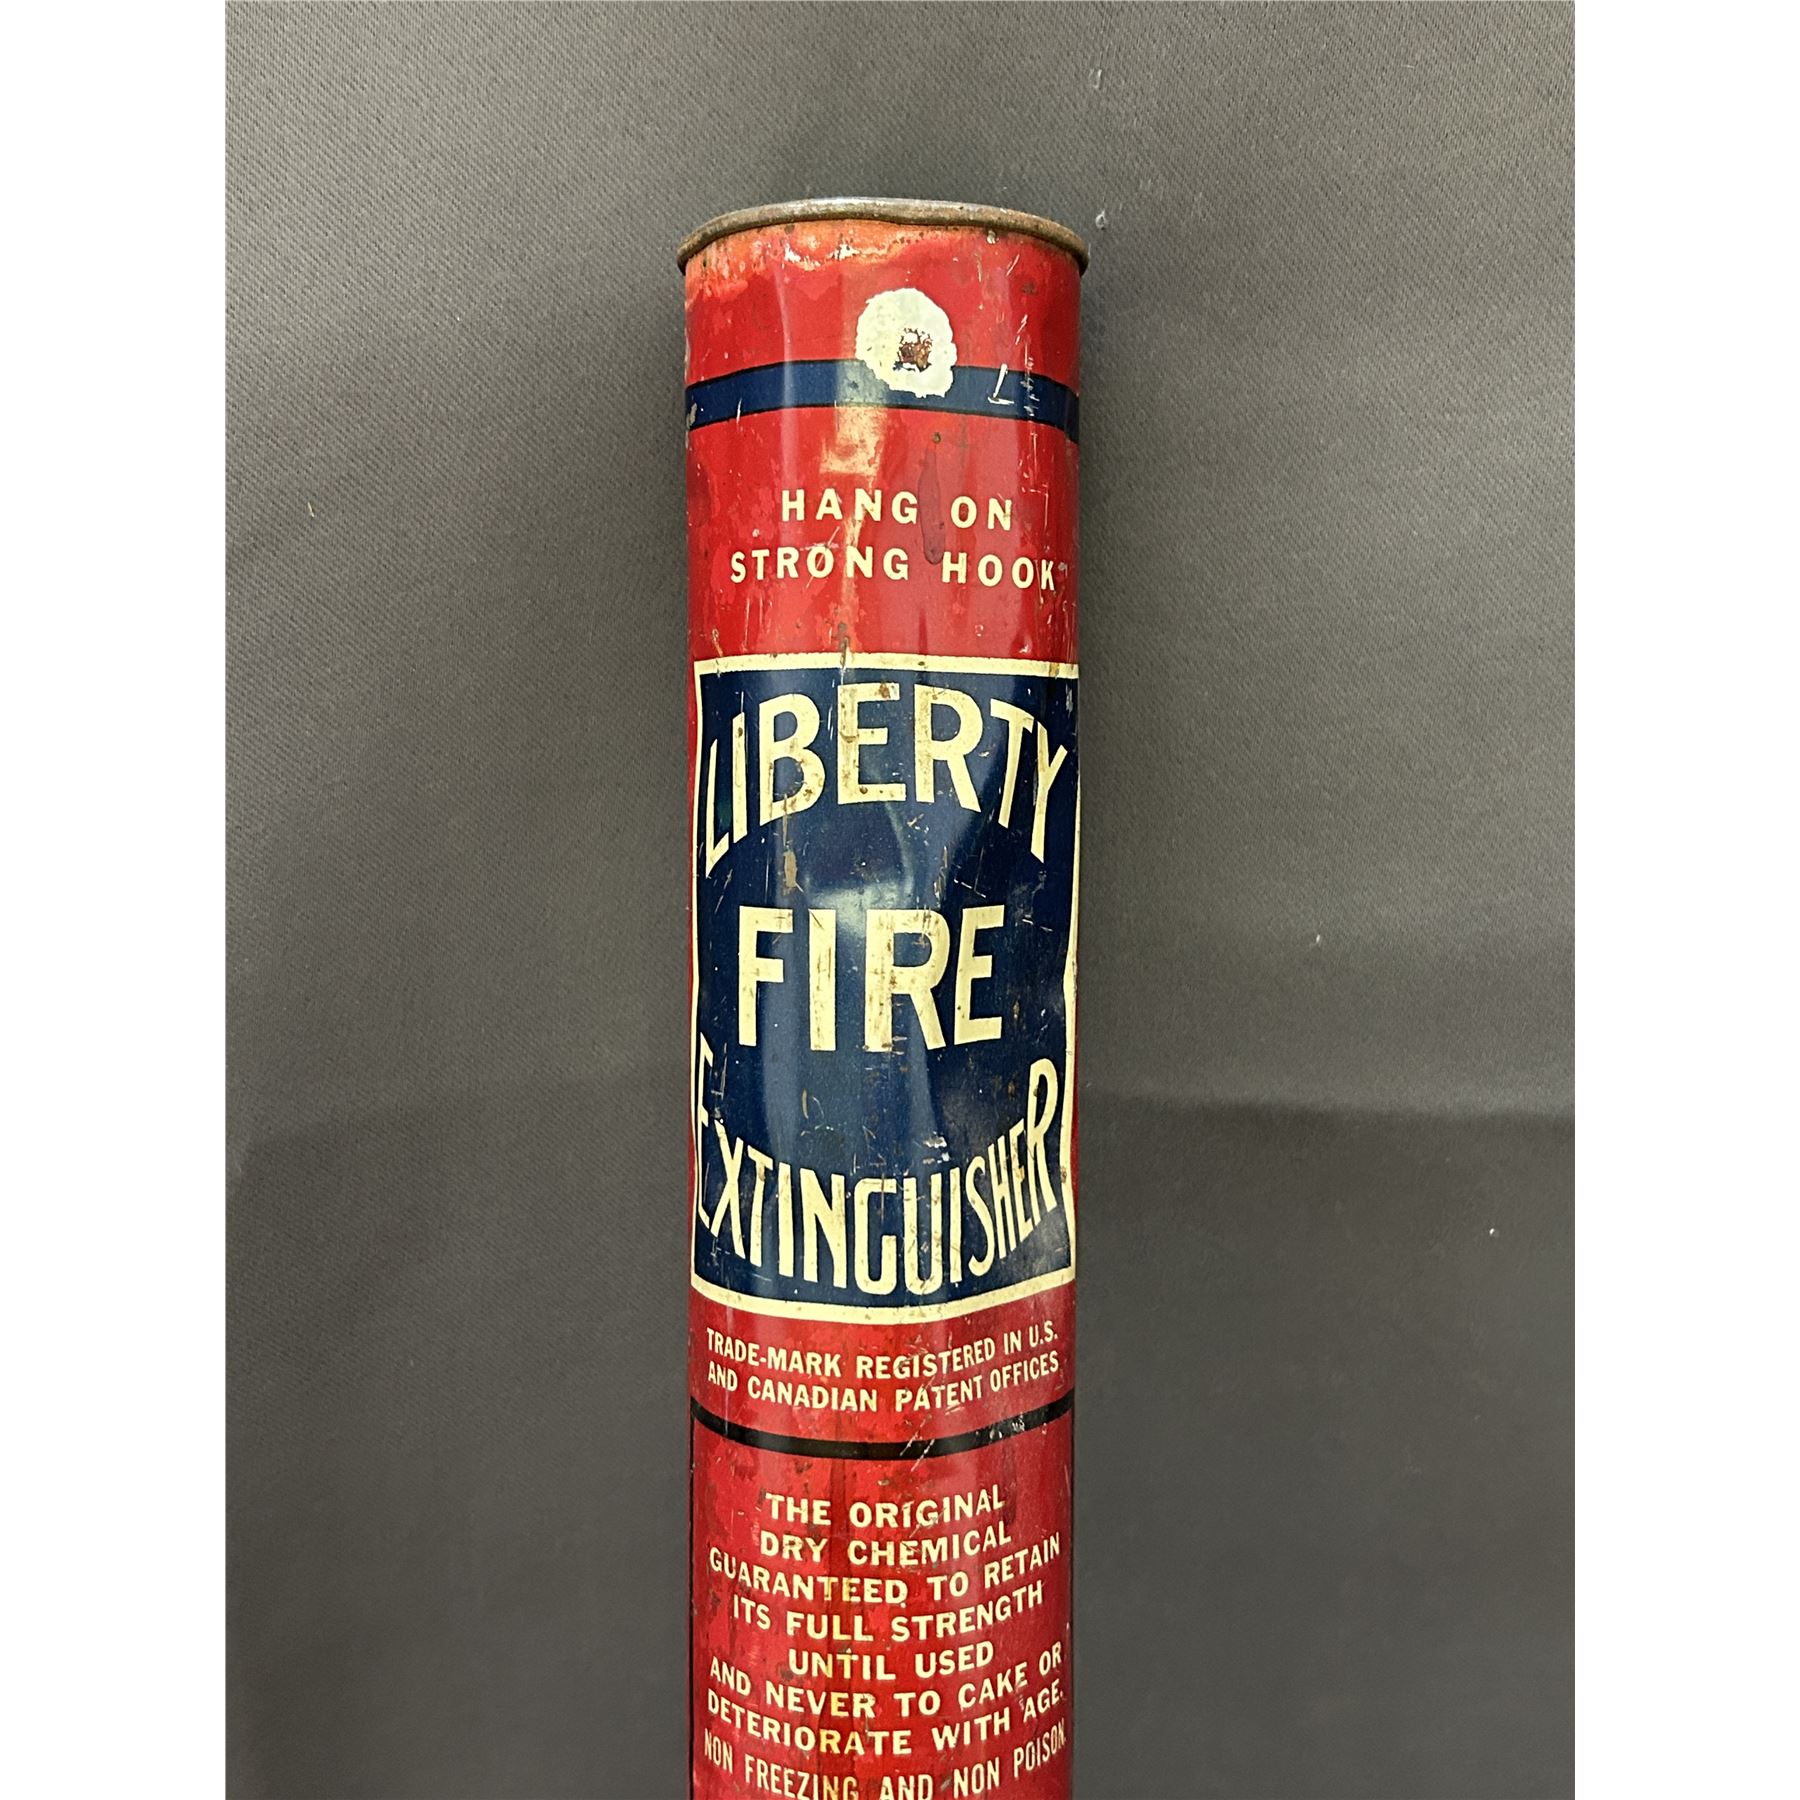 HANG ON
STRONG HOOK
LIBERTY
FIRE
EXTINGUISHER
TRADE-MARK REGISTERED IN U.S.
AND CANADIAN PATENT OFFICES
THE ORIGINAL
DRY CHEMICAL
GUARANTEED TO RETAIN
ITS FULL STRENGTH
UNTIL USED
AND NEVER TO CAKE OR
DETERIORATE WITH AGE.
NON FREEZING AND NON POISON